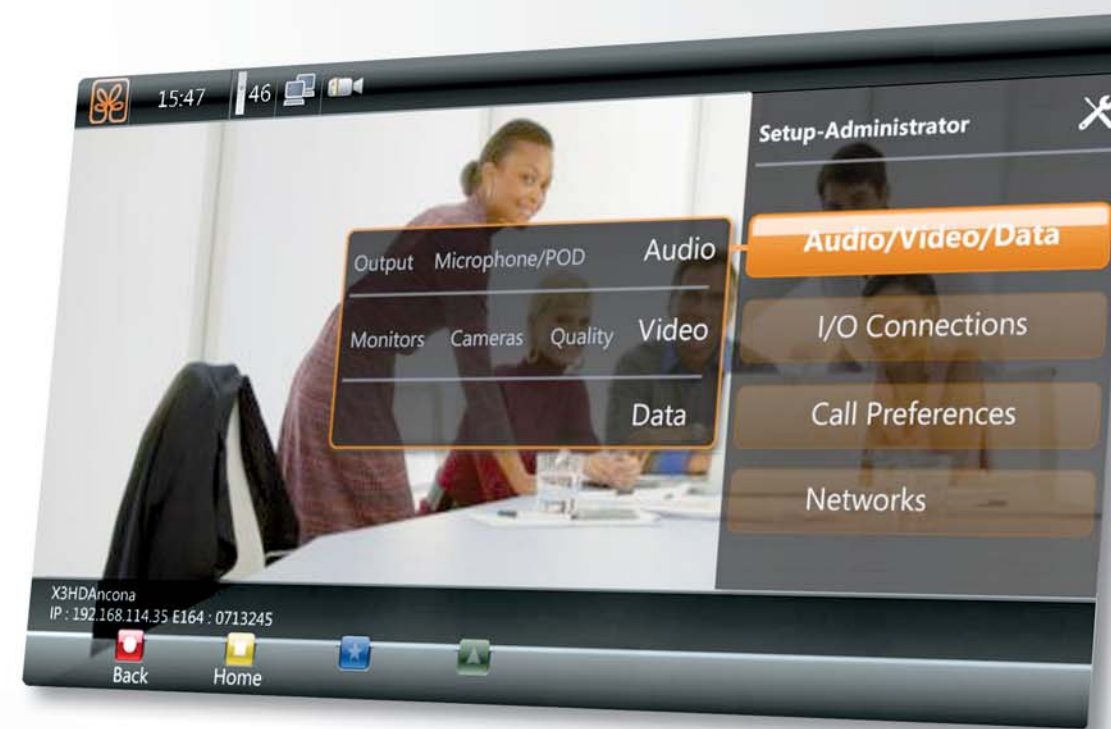 15:47 46
Setup-Administrator
Audio/Video/Data
Output Microphone/POD Audio
Monitors Cameras Quality Video
Data
I/O Connections
Call Preferences
Networks
X3HDAncona
IP : 192.168.114.35 E164 : 0713245
Back Home